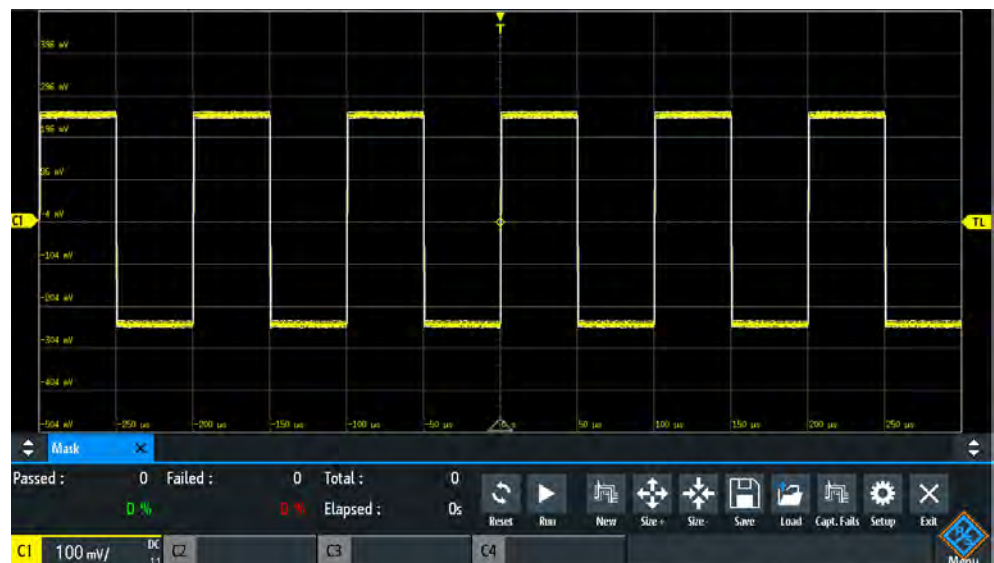 T
396 mV
296 mV
196 mV
96 mV
C1 -4 mV TL
-104 mV
-204 mV
-304 mV
-404 mV
-504 mV -250 µs -200 µs -150 µs -100 µs -50 µs 0 s 50 µs 100 µs 150 µs 200 µs 250 µs
Mask
Passed : 0 Failed : 0 Total : 0
0 % 0 % Elapsed : 0s
Reset Run New Size + Size - Save Load Capt. Fails Setup Exit
C1 100 mV/ DC C2 C3 C4
1:1 Menu